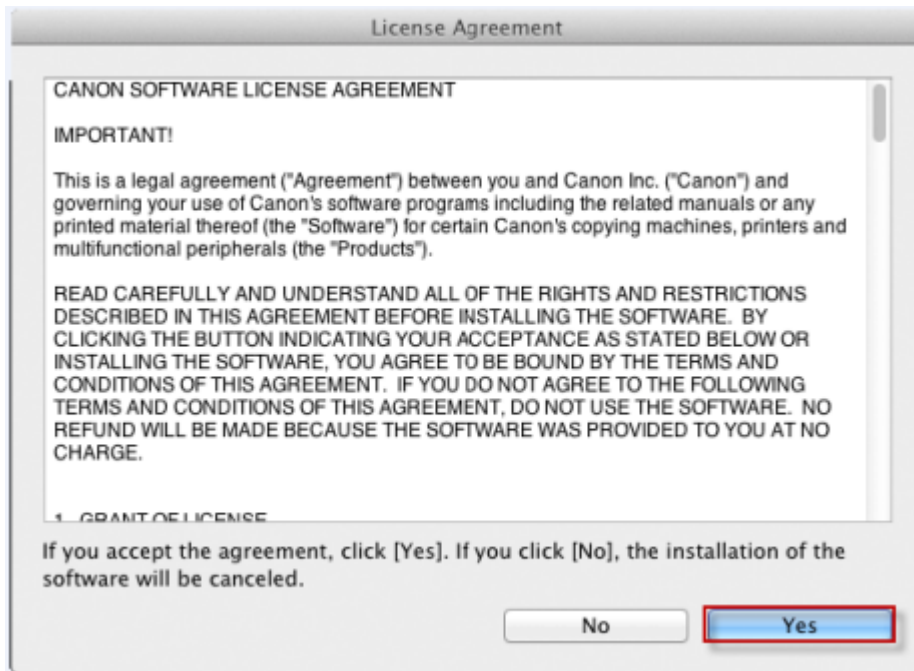 License Agreement
CANON SOFTWARE LICENSE AGREEMENT
IMPORTANT!
This is a legal agreement ("Agreement") between you and Canon Inc. ("Canon") and
governing your use of Canon's software programs including the related manuals or any
printed material thereof (the "Software") for certain Canon's copying machines, printers and
multifunctional peripherals (the "Products").
READ CAREFULLY AND UNDERSTAND ALL OF THE RIGHTS AND RESTRICTIONS
DESCRIBED IN THIS AGREEMENT BEFORE INSTALLING THE SOFTWARE.  BY
CLICKING THE BUTTON INDICATING YOUR ACCEPTANCE AS STATED BELOW OR
INSTALLING THE SOFTWARE, YOU AGREE TO BE BOUND BY THE TERMS AND
CONDITIONS OF THIS AGREEMENT.  IF YOU DO NOT AGREE TO THE FOLLOWING
TERMS AND CONDITIONS OF THIS AGREEMENT, DO NOT USE THE SOFTWARE.  NO
REFUND WILL BE MADE BECAUSE THE SOFTWARE WAS PROVIDED TO YOU AT NO
CHARGE.
1. GRANT OF LICENSE
If you accept the agreement, click [Yes]. If you click [No], the installation of the
software will be canceled.
No
Yes